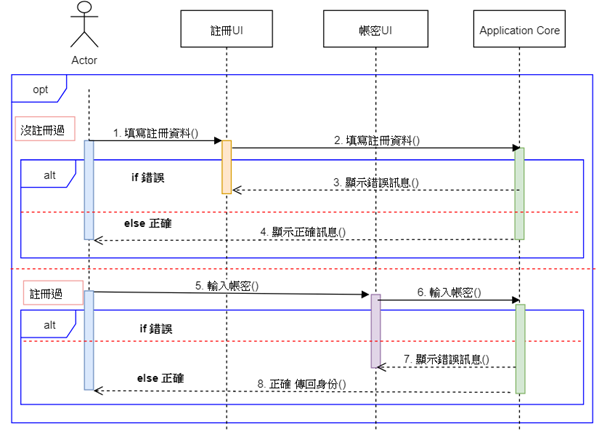 註冊UI
帳密UI
Application Core
Actor
opt
沒註冊過
1. 填寫註冊資料()
2. 填寫註冊資料()
alt
if 錯誤
3. 顯示錯誤訊息()
else 正確
4. 顯示正確訊息()
註冊過
5. 輸入帳密()
6. 輸入帳密()
alt
if 錯誤
7. 顯示錯誤訊息()
else 正確
8. 正確 傳回身份()